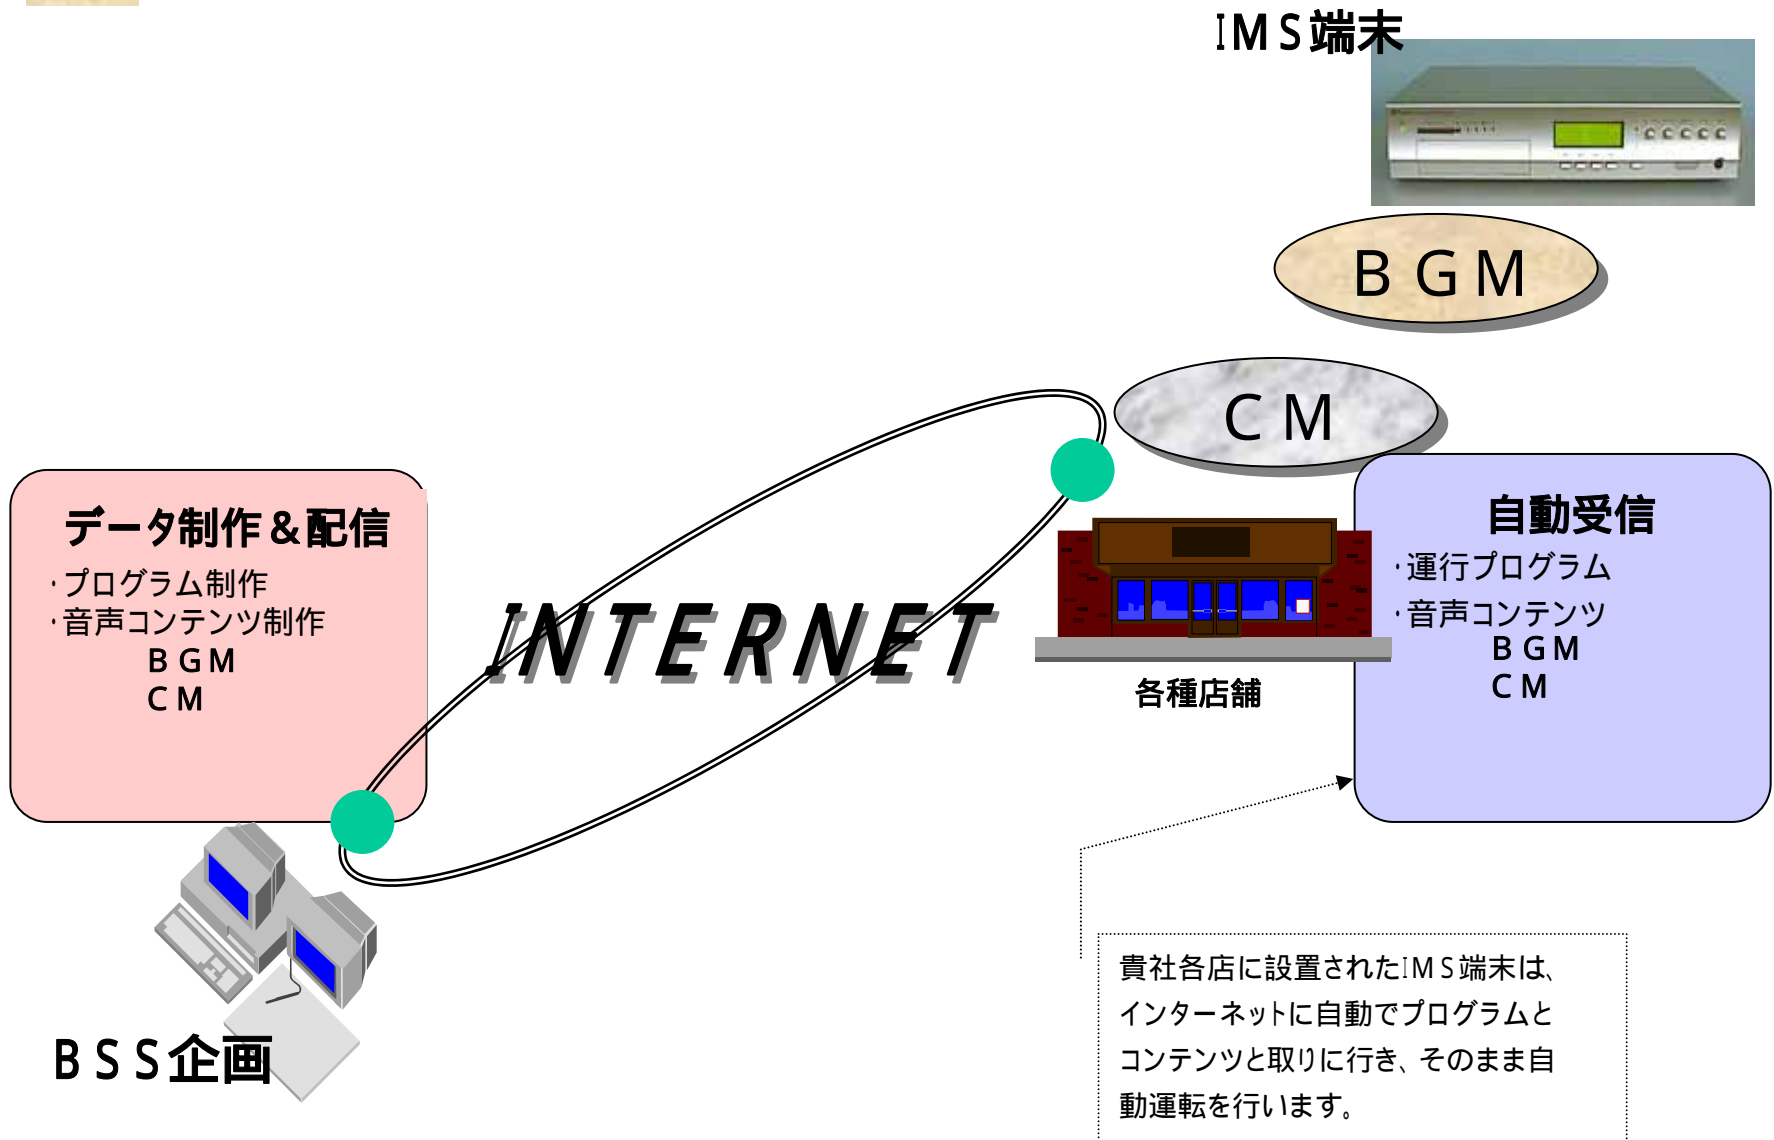 IMS端末
BGM
CM
データ制作＆配信
・プログラム制作
・音声コンテンツ制作
BGM
CM
INTERNET
各種店舗
自動受信
・運行プログラム
・音声コンテンツ
BGM
CM
BSS企画
貴社各店に設置されたIMS端末は、
インターネットに自動でプログラムと
コンテンツと取りに行き、そのまま自
動運転を行います。